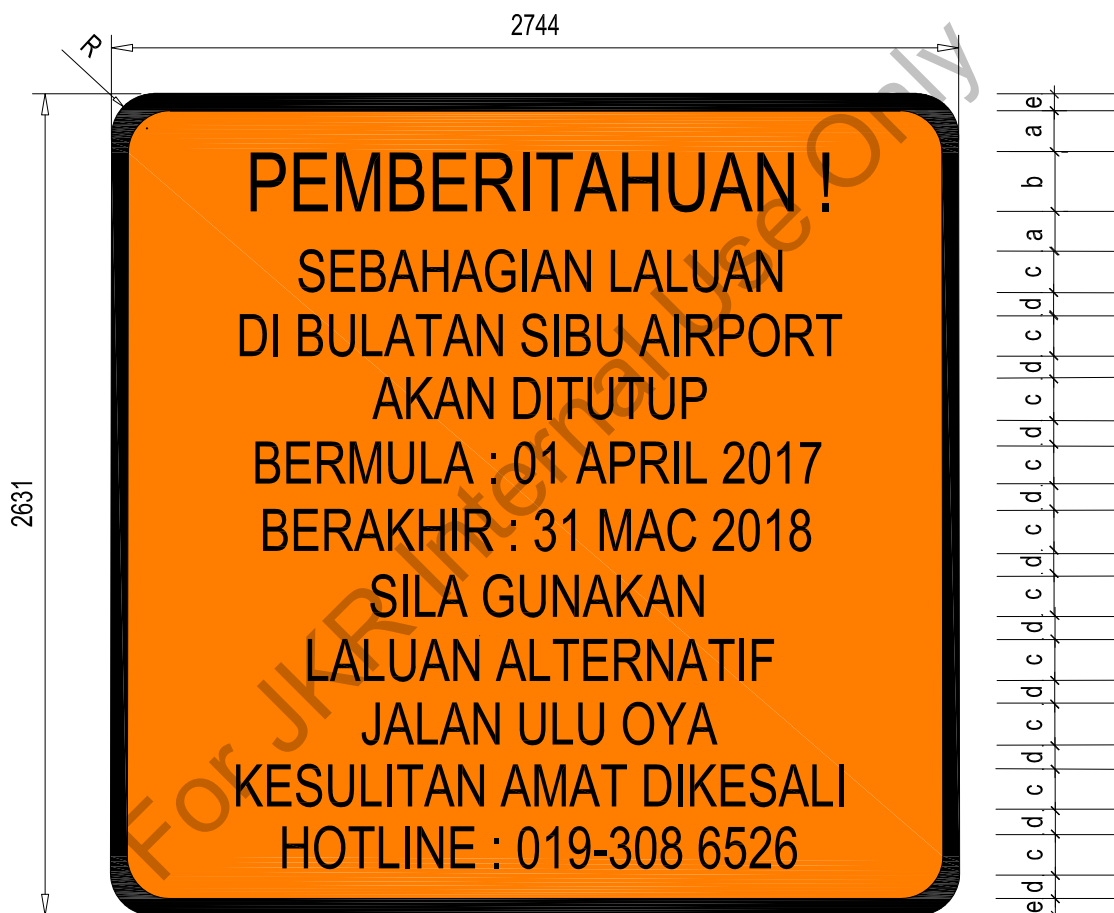 2744
R
2631
PEMBERITAHUAN !
SEBAHAGIAN LALUAN
DI BULATAN SIBU AIRPORT
AKAN DITUTUP
BERMULA : 01 APRIL 2017
BERAKHIR : 31 MAC 2018
SILA GUNAKAN
LALUAN ALTERNATIF
JALAN ULU OYA
KESULITAN AMAT DIKESALI
HOTLINE : 019-308 6526
For JKR Internal Use Only
e
a
b
a
c
d
c
d
c
d
c
d
c
d
c
d
c
d
c
d
c
d
c
d
e